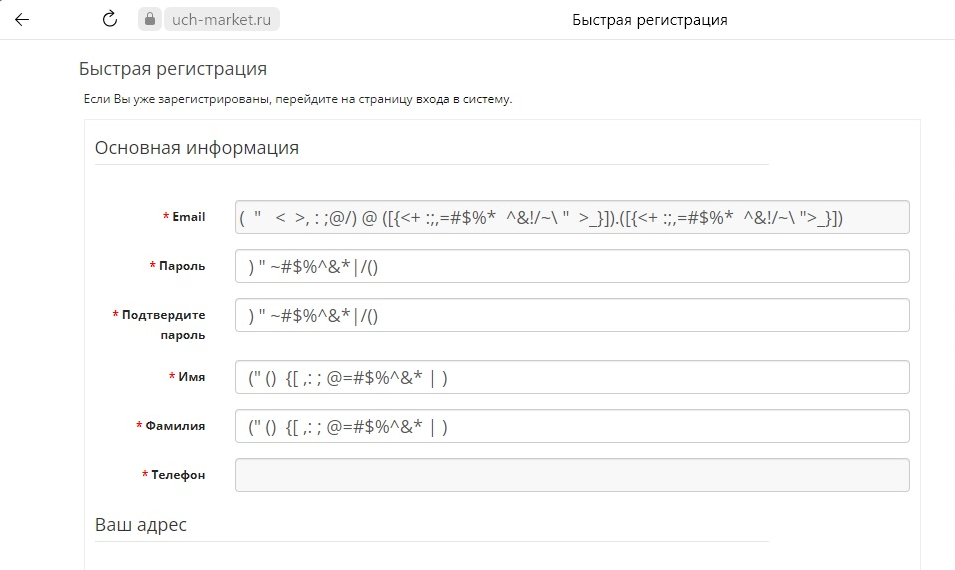 uch-market.ru
Быстрая регистрация
Быстрая регистрация
Если Вы уже зарегистрированы, перейдите на страницу входа в систему.
Основная информация
* Email
(  "   <  >, : ;@/) @ ([{<+ :;,=#$%*  ^&!/~\ "  >_}]).([{<+ :;,=#$%*  ^&!/~\ ">_}])
* Пароль
) " ~#$%^&*|/()
* Подтвердите
пароль
) " ~#$%^&*|/()
* Имя
(" ()  {[ ,: ; @=#$%^&* | )
* Фамилия
(" ()  {[ ,: ; @=#$%^&* | )
* Телефон
Ваш адрес